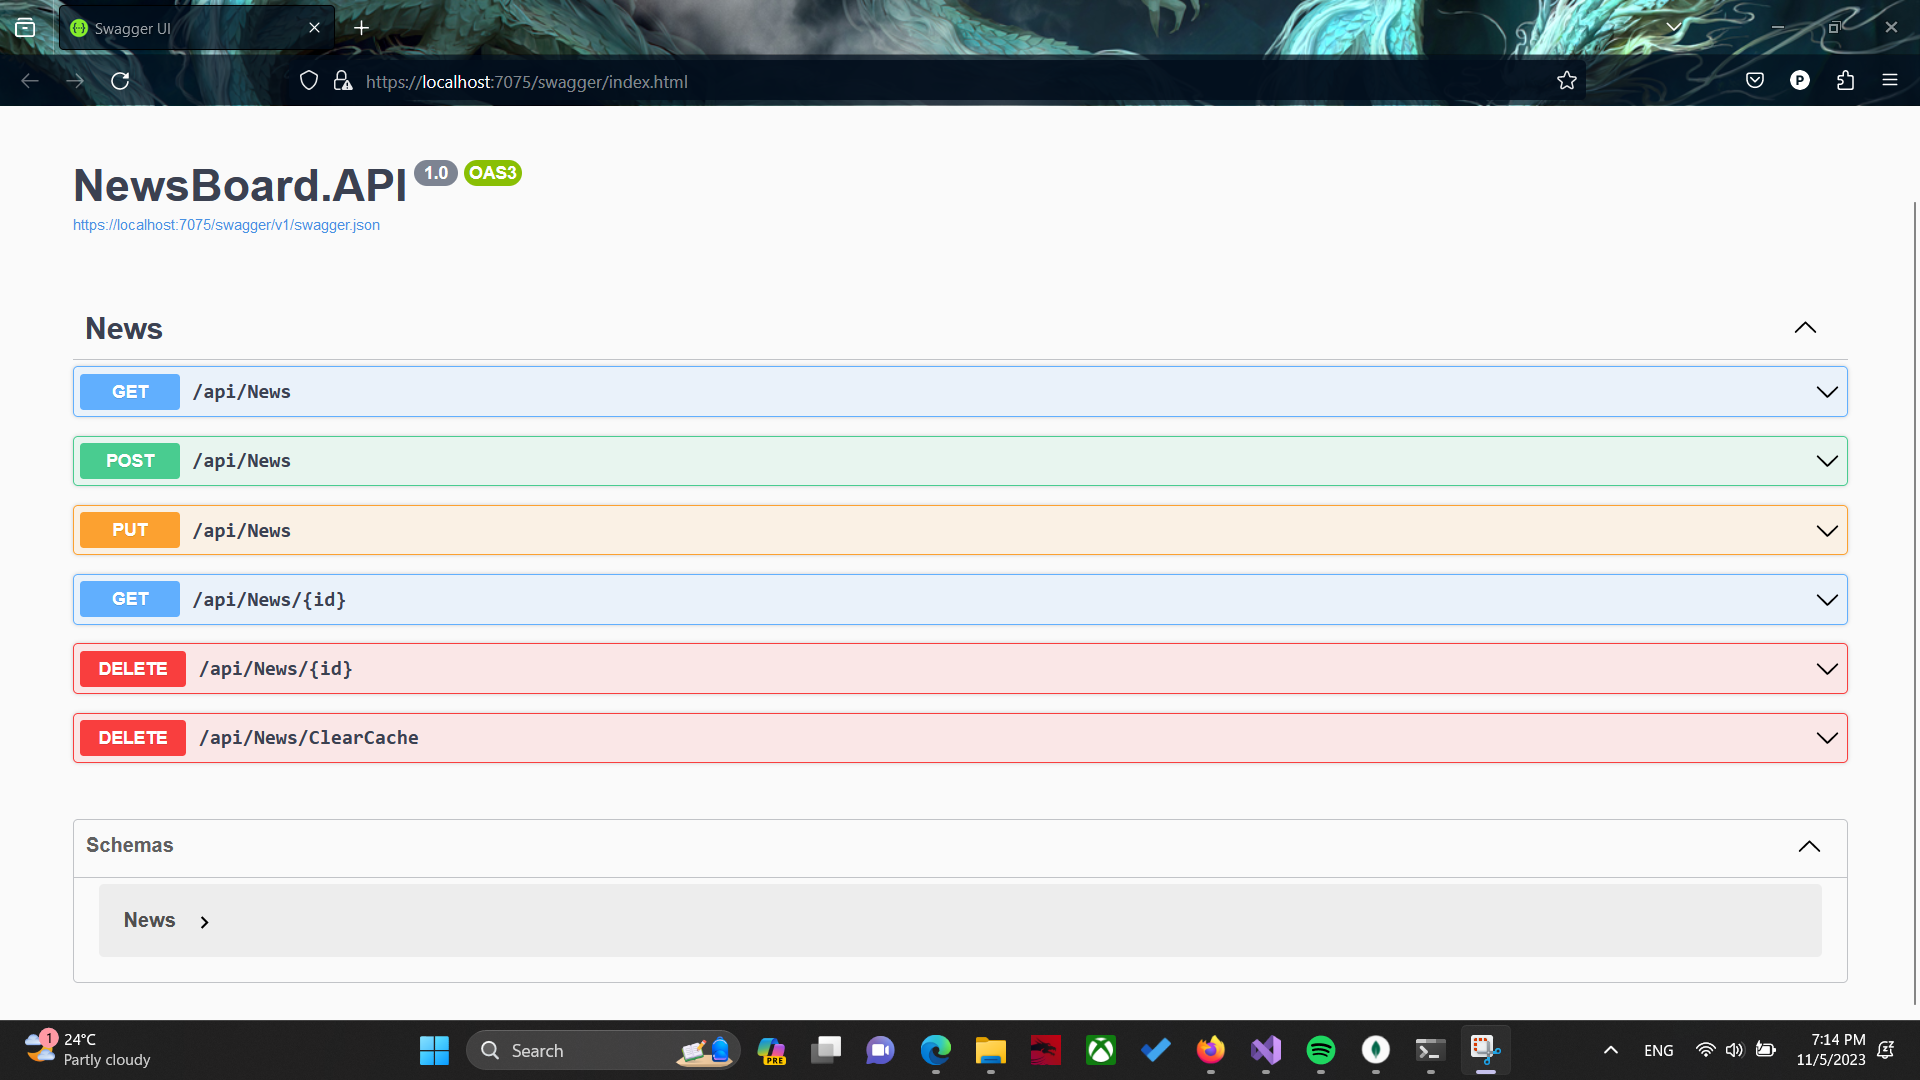 Swagger UI
https://localhost:7075/swagger/index.html
P
NewsBoard.API 1.0 OAS3
https://localhost:7075/swagger/v1/swagger.json
News
GET /api/News
POST /api/News
PUT /api/News
GET /api/News/{id}
DELETE /api/News/{id}
DELETE /api/News/ClearCache
Schemas
News
1
24°C
Partly cloudy
Search
PRE
ENG
7:14 PM
11/5/2023